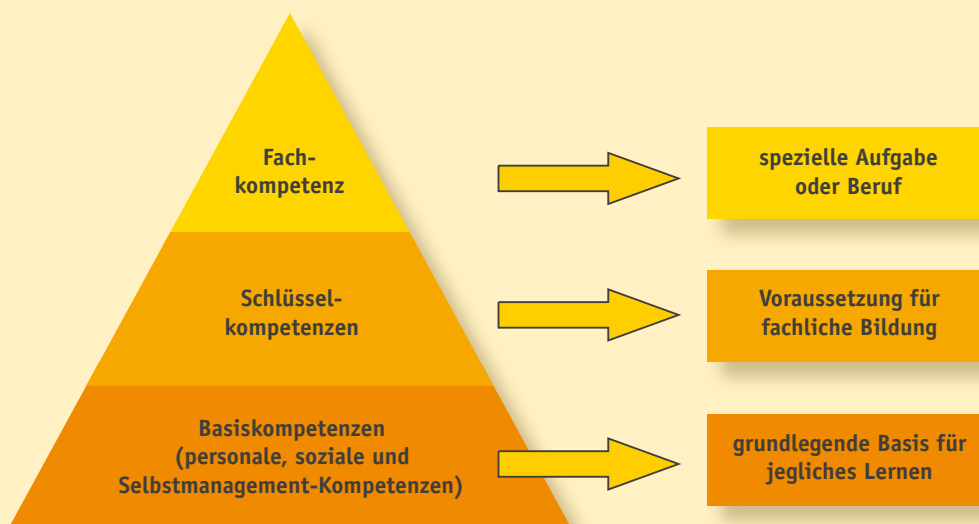 Fach-
kompetenz
spezielle Aufgabe
oder Beruf
Schlüssel-
kompetenzen
Voraussetzung für
fachliche Bildung
Basiskompetenzen
(personale, soziale und
Selbstmanagement-Kompetenzen)
grundlegende Basis für
jegliches Lernen